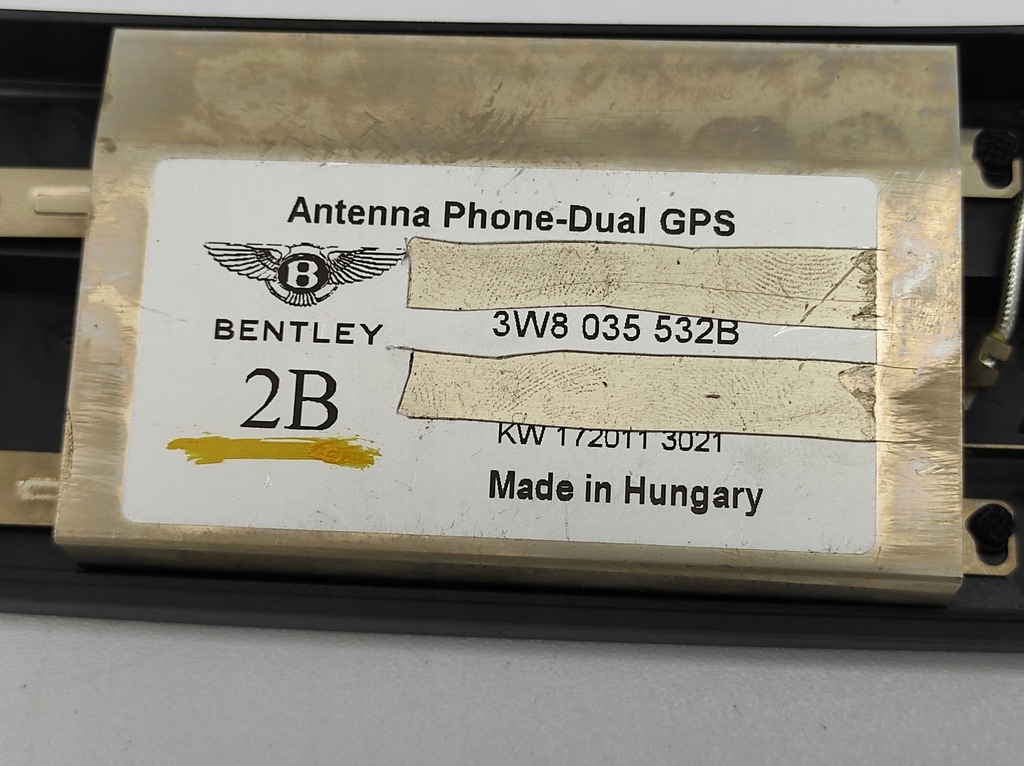 Antenna Phone-Dual GPS
B
BENTLEY
3W8 035 532B
2B
KW 172011 3021
Made in Hungary